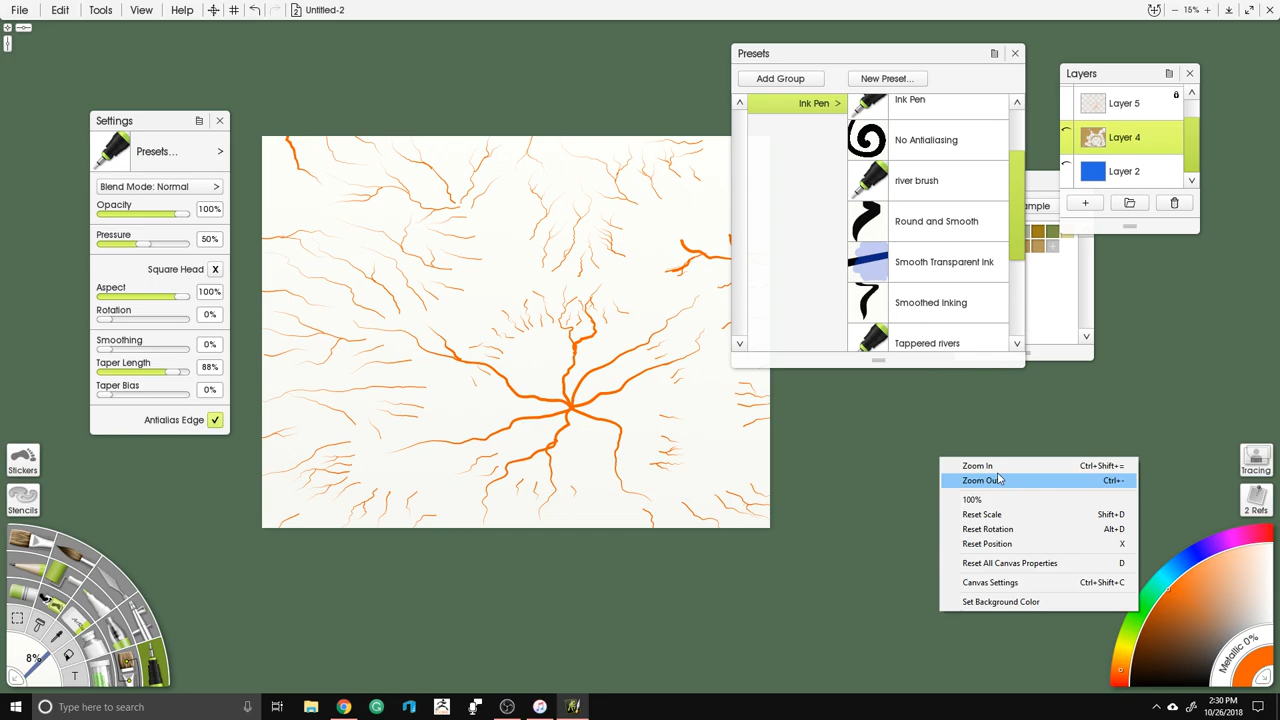 File Edit Tools View Help Untitled-2 15%
Settings
Presets... >
Blend Mode: Normal >
Opacity 100%
Pressure 50%
Square Head X
Aspect 100%
Rotation 0%
Smoothing 0%
Taper Length 88%
Taper Bias 0%
Antialias Edge
Presets
Add Group New Preset...
Ink Pen >
Ink Pen
No Antialiasing
river brush
Round and Smooth
Smooth Transparent Ink
Smoothed Inking
Tappered rivers
Layers
Layer 5
Layer 4
Layer 2
Zoom In Ctrl+Shift+=
Ctrl+-
100%
Reset Scale Shift+D
Reset Rotation Alt+D
Reset Position X
Reset All Canvas Properties D
Canvas Settings Ctrl+Shift+C
Set Background Color
Stickers
Stencils
8%
T
Tracing
2 Refs
Metallic 0%
Type here to search
2:30 PM
10/26/2018